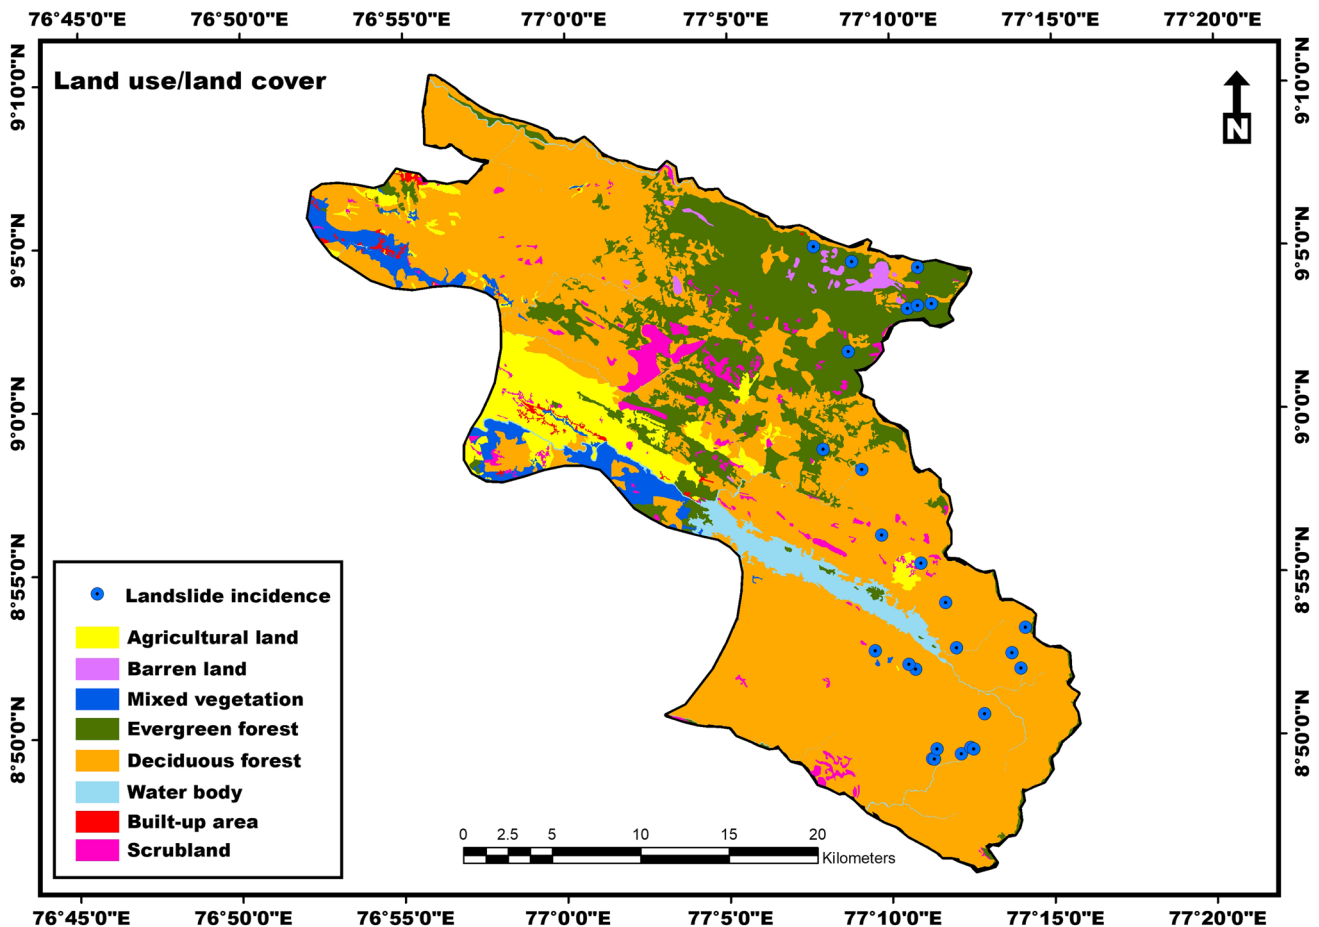 76°45'0"E 76°50'0"E 76°55'0"E 77°0'0"E 77°5'0"E 77°10'0"E 77°15'0"E 77°20'0"E
Land use/land cover
N
9°10'0"N
9°5'0"N
9°0'0"N
8°55'0"N
8°50'0"N
9°10'0"N
9°5'0"N
9°0'0"N
8°55'0"N
8°50'0"N
Landslide incidence
Agricultural land
Barren land
Mixed vegetation
Evergreen forest
Deciduous forest
Water body
Built-up area
Scrubland
0 2.5 5 10 15 20
Kilometers
76°45'0"E 76°50'0"E 76°55'0"E 77°0'0"E 77°5'0"E 77°10'0"E 77°15'0"E 77°20'0"E